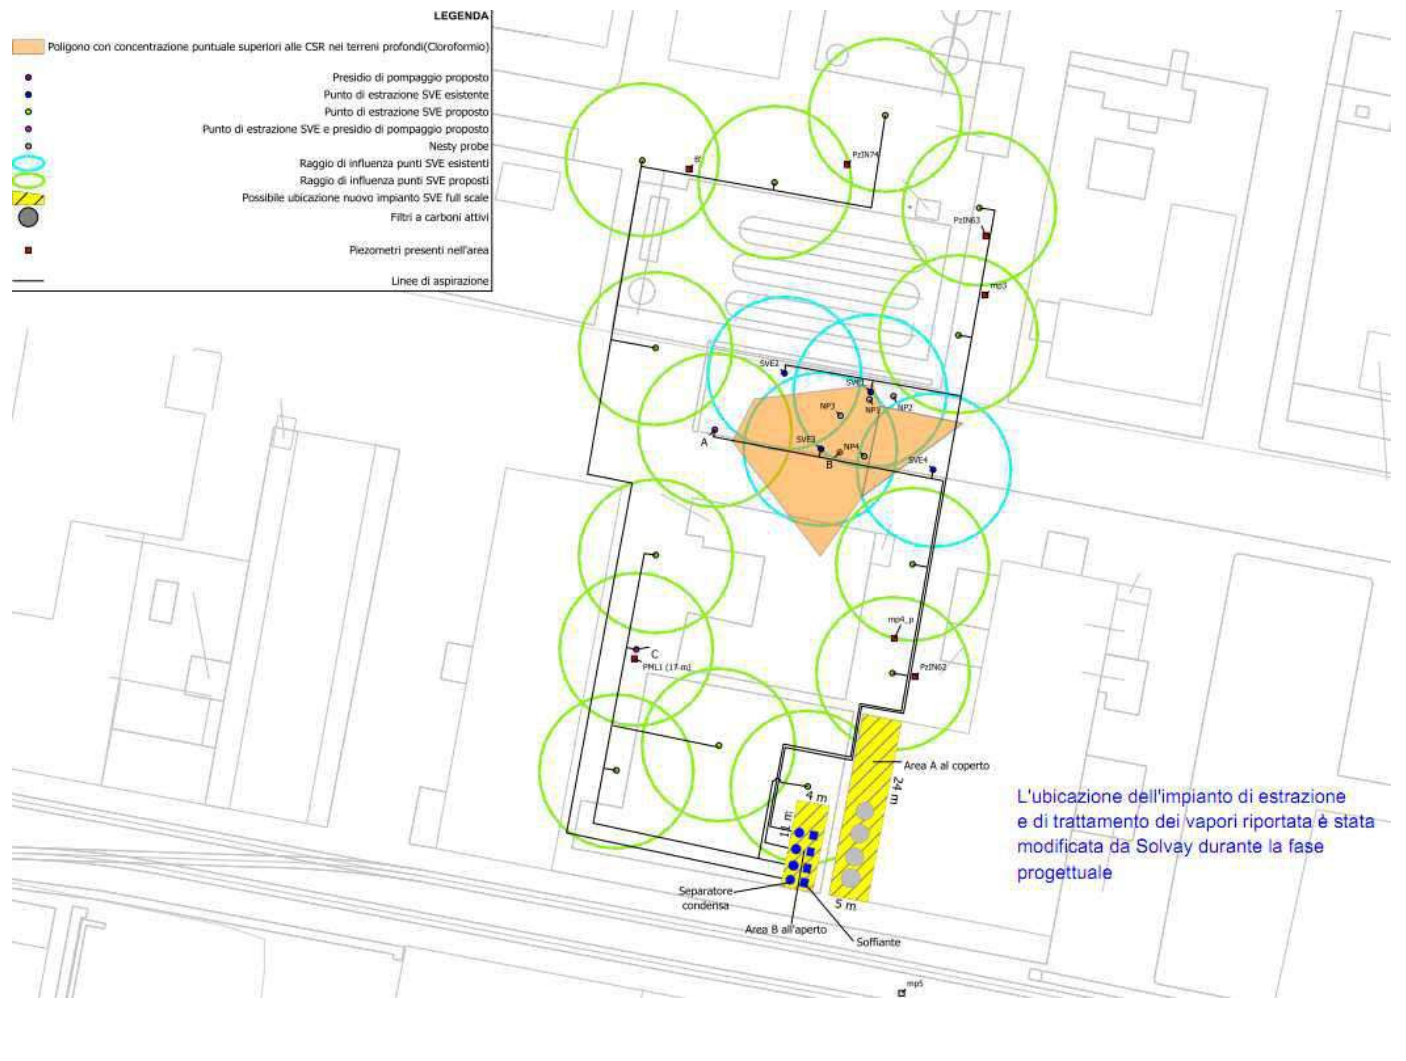 LEGENDA
Poligono con concentrazione puntuale superiori alle CSR nei terreni profondi(Cloroformio)
Presidio di pompaggio proposto
Punto di estrazione SVE esistente
Punto di estrazione SVE proposto
Punto di estrazione SVE e presidio di pompaggio proposto
Nesty probe
Raggio di influenza punti SVE esistenti
Raggio di influenza punti SVE proposti
Possibile ubicazione nuovo impianto SVE full scale
Filtri a carboni attivi
Piezometri presenti nell'area
Linee di aspirazione
PzIN74
PzIN63
mp3
SVE2
NP3
NP1
NP2
A
SVE3
NP4
B
SVE4
mp4_p
C
PML1 (17 m)
PzIN62
Area A al coperto
24 m
4 m
11 m
L'ubicazione dell'impianto di estrazione
e di trattamento dei vapori riportata è stata
modificata da Solvay durante la fase
progettuale
Separatore
condensa
5 m
Area B all'aperto
Soffiante
mp5